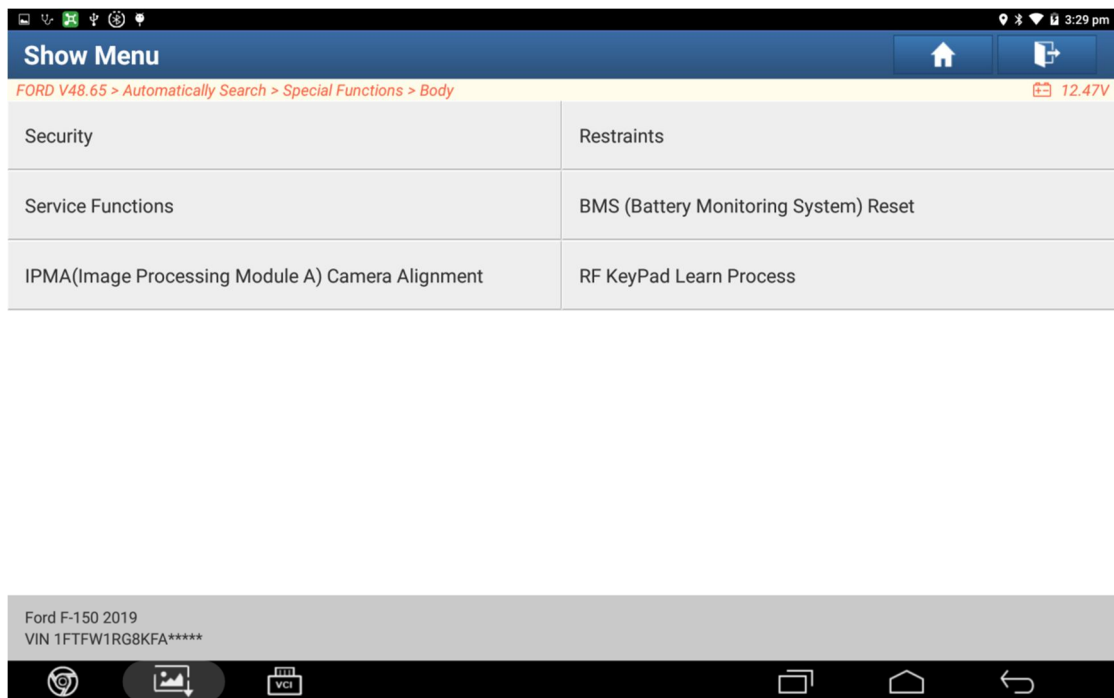 3:29 pm
Show Menu
FORD V48.65 > Automatically Search > Special Functions > Body
12.47V
Security
Restraints
Service Functions
BMS (Battery Monitoring System) Reset
IPMA(Image Processing Module A) Camera Alignment
RF KeyPad Learn Process
Ford F-150 2019
VIN 1FTFW1RG8KFA*****
VCI